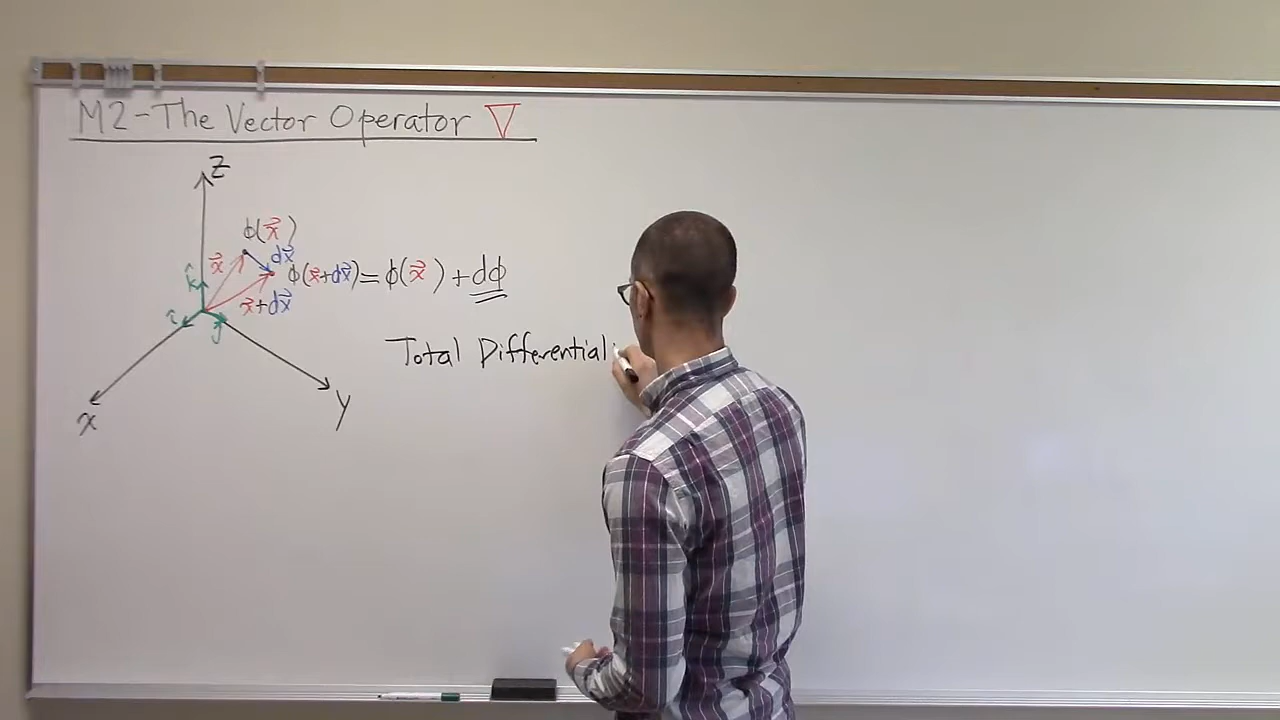 M2-The Vector Operator ∇
Z
ϕ(x⃗)
dx⃗
x⃗
ϕ(x⃗+dx⃗)=ϕ(x⃗)+dϕ
k̂
x⃗+dx⃗
î
ĵ
Total Differential:
x
y